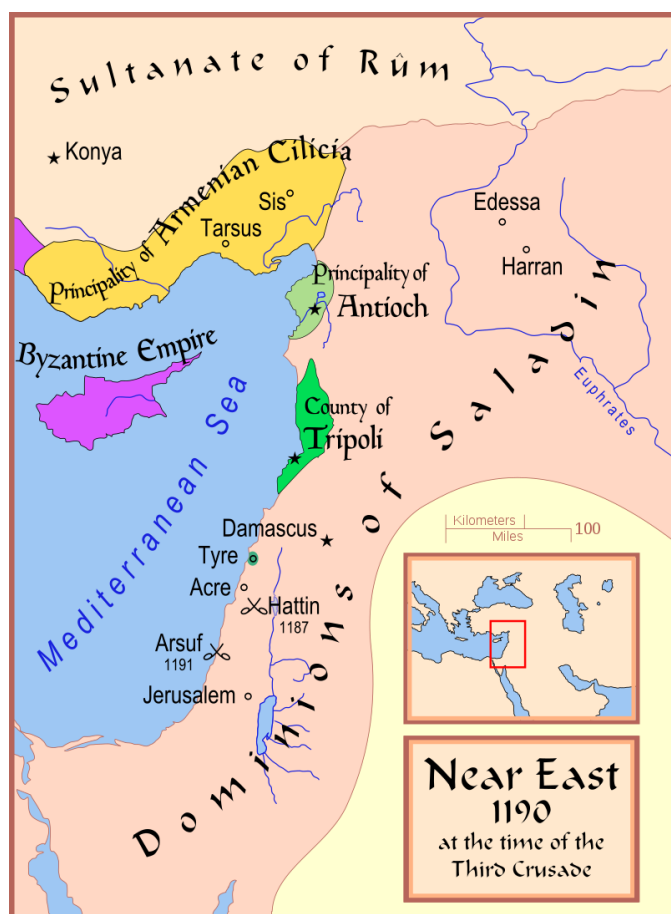 Sultanate of Rûm
Konya
Principality of Armenian Cilicia
Sis
Tarsus
Edessa
Harran
Principality of
Antioch
Byzantine Empire
Euphrates
Mediterranean Sea
County of
Tripoli
Dominions of Saladin
Damascus
Tyre
Acre
Hattin
1187
Arsuf
1191
Jerusalem
Kilometers
Miles
100
Near East
1190
at the time of the
Third Crusade